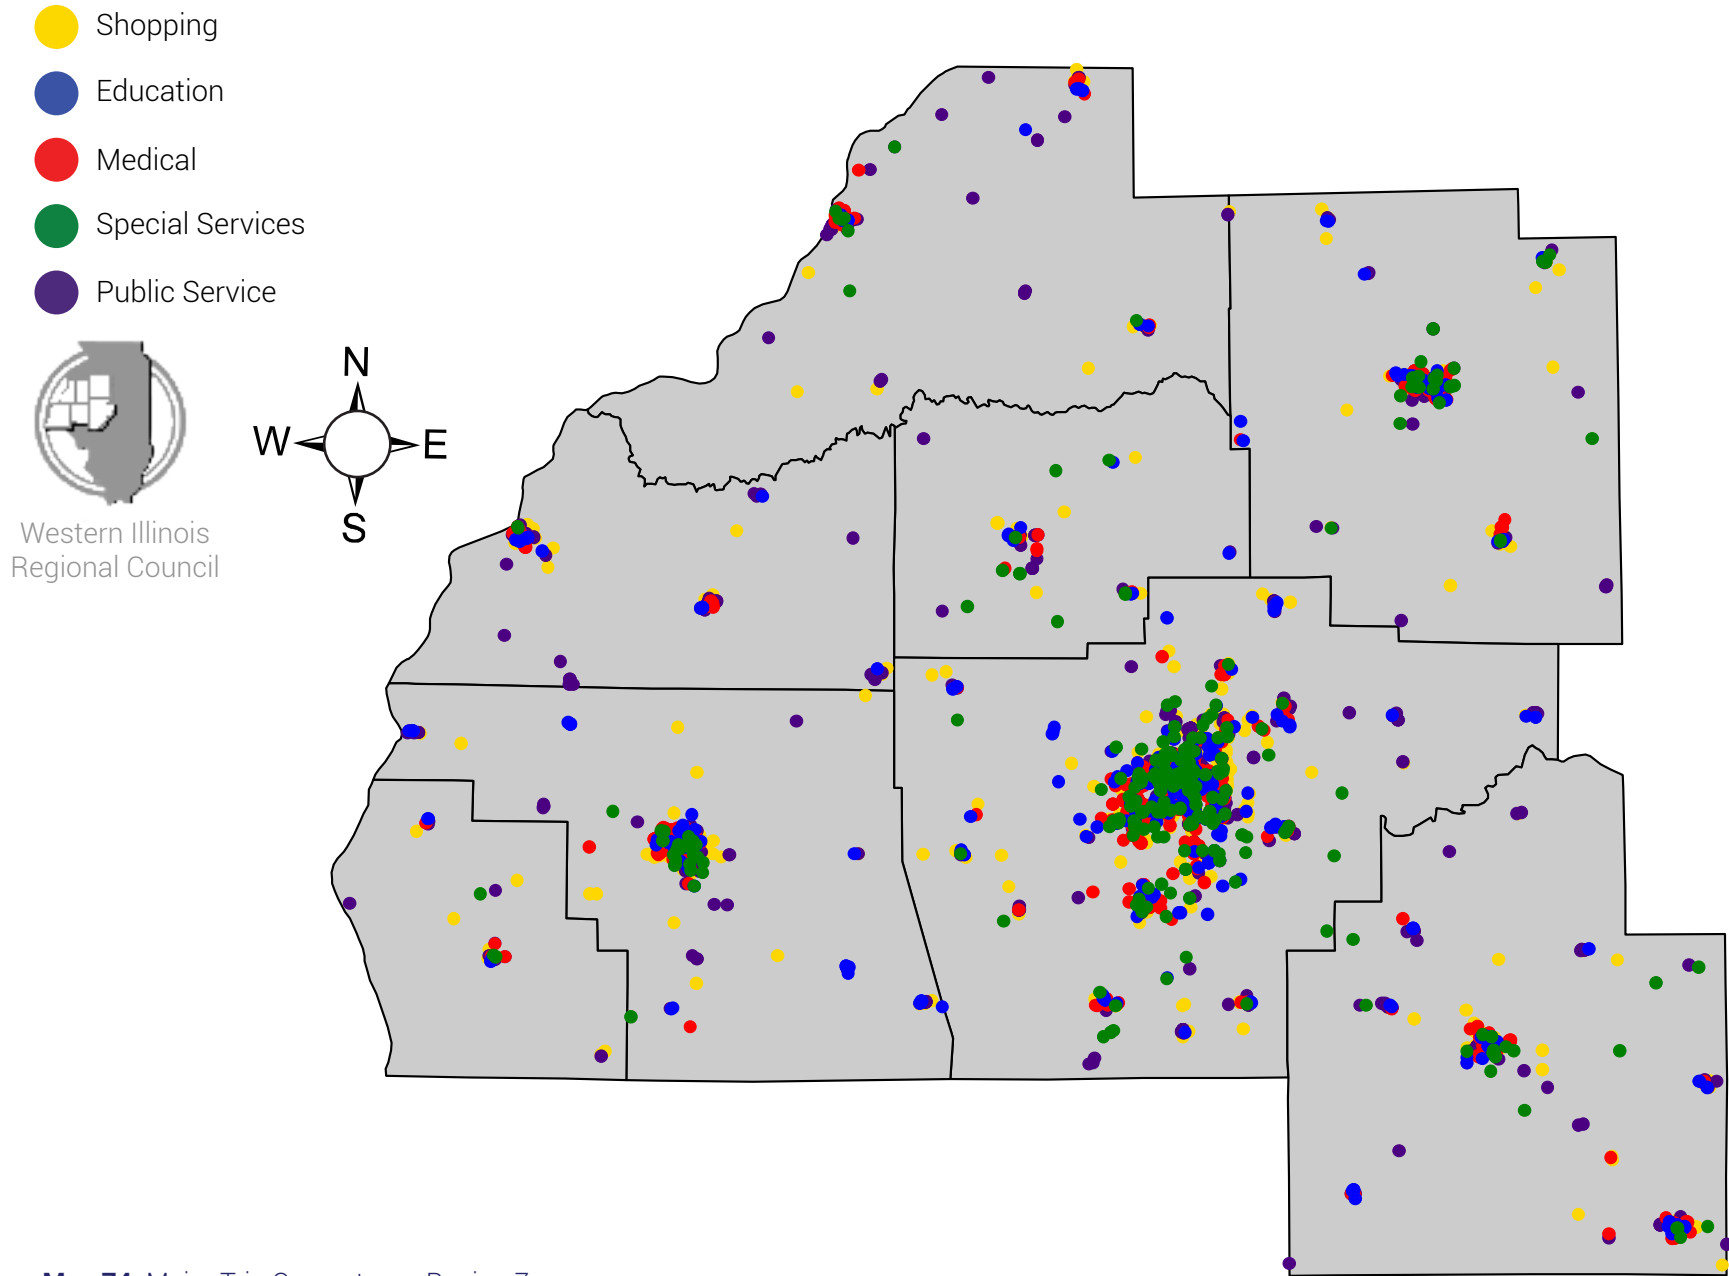 Shopping
Education
Medical
Special Services
Public Service
N
W E
S
Western Illinois
Regional Council